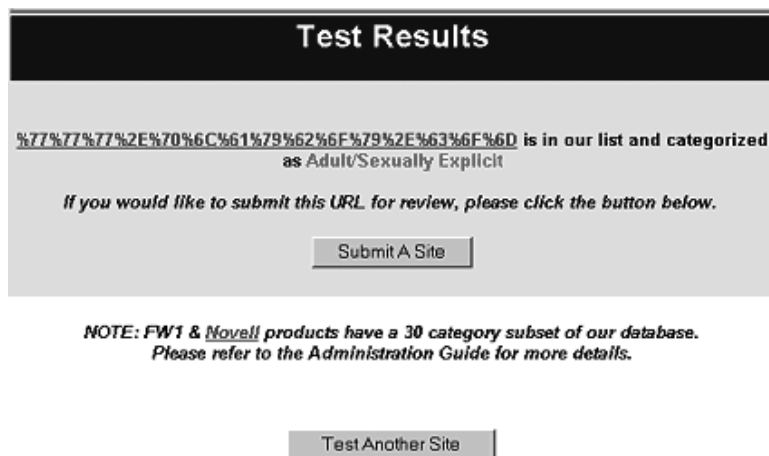 Test Results
%77%77%77%2E%70%6C%61%79%62%6F%79%2E%63%6F%6D is in our list and categorized
as Adult/Sexually Explicit
If you would like to submit this URL for review, please click the button below.
Submit A Site
NOTE: FW1 & Novell products have a 30 category subset of our database.
Please refer to the Administration Guide for more details.
Test Another Site